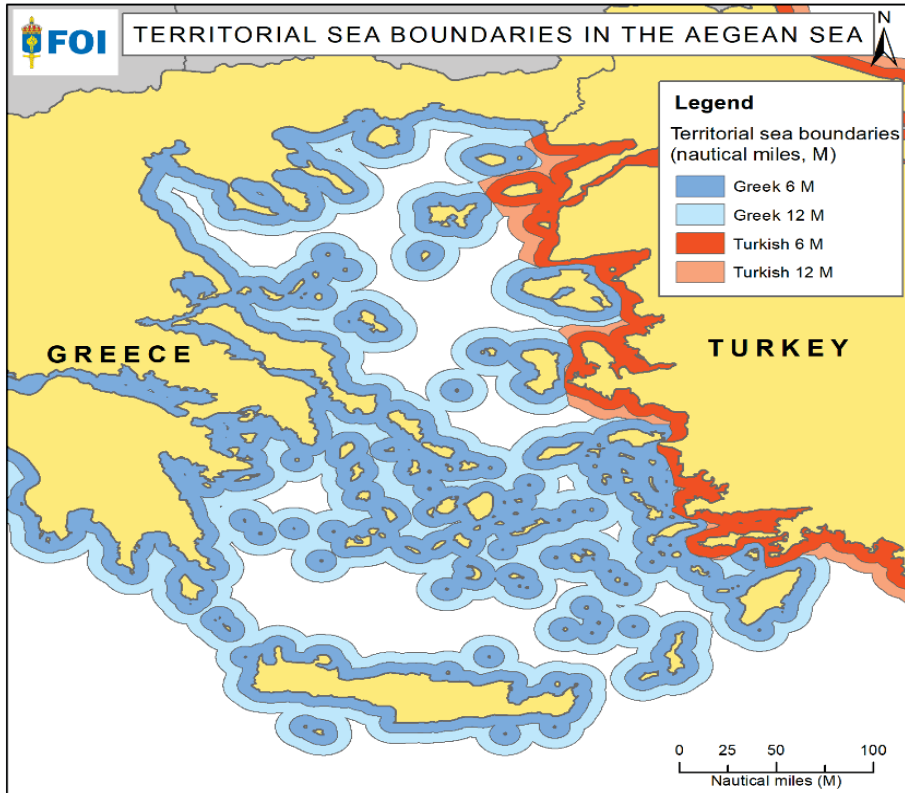 FOI
TERRITORIAL SEA BOUNDARIES IN THE AEGEAN SEA
N
Legend
Territorial sea boundaries
(nautical miles, M)
Greek 6 M
Greek 12 M
Turkish 6 M
Turkish 12 M
GREECE
TURKEY
0 25 50 100
Nautical miles (M)